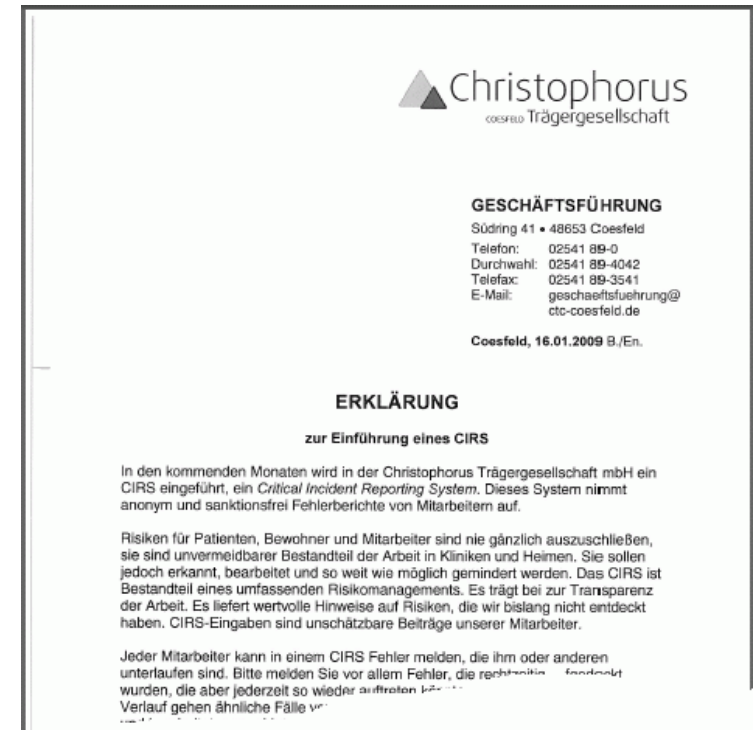 Christophorus
COESFELD Trägergesellschaft
GESCHÄFTSFÜHRUNG
Südring 41 • 48653 Coesfeld
Telefon: 02541 89-0
Durchwahl: 02541 89-4042
Telefax: 02541 89-3541
E-Mail: geschaeftsfuehrung@
ctc-coesfeld.de
Coesfeld, 16.01.2009 B./En.
ERKLÄRUNG
zur Einführung eines CIRS
In den kommenden Monaten wird in der Christophorus Trägergesellschaft mbH ein
CIRS eingeführt, ein Critical Incident Reporting System. Dieses System nimmt
anonym und sanktionsfrei Fehlerberichte von Mitarbeitern auf.
Risiken für Patienten, Bewohner und Mitarbeiter sind nie gänzlich auszuschließen,
sie sind unvermeidbarer Bestandteil der Arbeit in Kliniken und Heimen. Sie sollen
jedoch erkannt, bearbeitet und so weit wie möglich gemindert werden. Das CIRS ist
Bestandteil eines umfassenden Risikomanagements. Es trägt bei zur Transparenz
der Arbeit. Es liefert wertvolle Hinweise auf Risiken, die wir bislang nicht entdeckt
haben. CIRS-Eingaben sind unschätzbare Beiträge unserer Mitarbeiter.
Jeder Mitarbeiter kann in einem CIRS Fehler melden, die ihm oder anderen
unterlaufen sind. Bitte melden Sie vor allem Fehler, die
wurden, die aber jederzeit so wieder auftreten
Verlauf gehen ähnliche Fälle